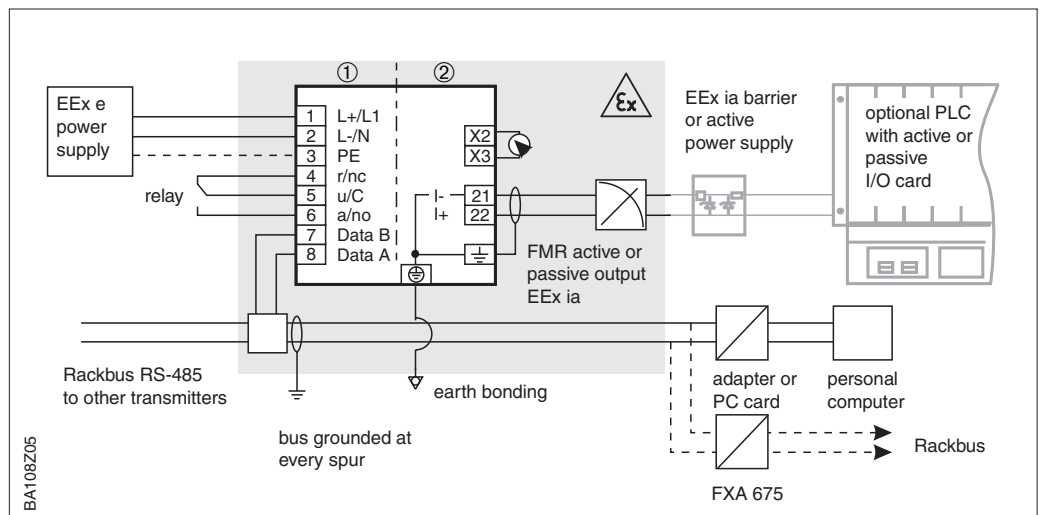 ① ②
EEx e
power
supply
1 L+/L1
2 L-/N
3 PE
4 r/nc
5 u/C
6 a/no
7 Data B
8 Data A
relay
X2
X3
I- 21
I+ 22
Ex
FMR active or
passive output
EEx ia
EEx ia barrier
or active
power supply
optional PLC
with active or
passive
I/O card
Rackbus RS-485
to other transmitters
earth bonding
bus grounded at
every spur
adapter or
PC card
personal
computer
Rackbus
FXA 675
BA108Z05